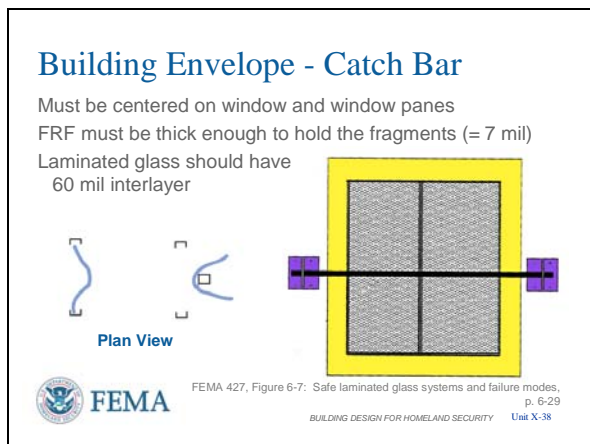 Building Envelope - Catch Bar
Must be centered on window and window panes
FRF must be thick enough to hold the fragments (= 7 mil)
Laminated glass should have
60 mil interlayer
Plan View
FEMA
FEMA 427, Figure 6-7: Safe laminated glass systems and failure modes,
p. 6-29
BUILDING DESIGN FOR HOMELAND SECURITY Unit X-38